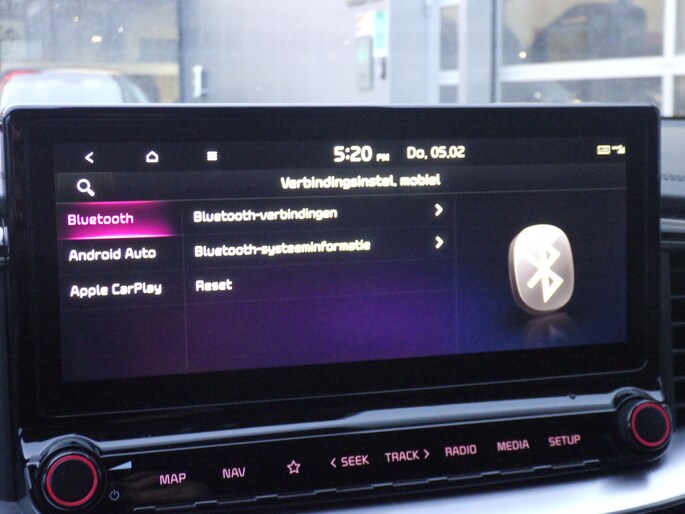 5:20 PM Do, 05.02
Verbindingsinstel. mobiel
Bluetooth
Bluetooth-verbindingen
Android Auto
Bluetooth-systeeminformatie
Apple CarPlay
Reset
MAP NAV SEEK TRACK RADIO MEDIA SETUP